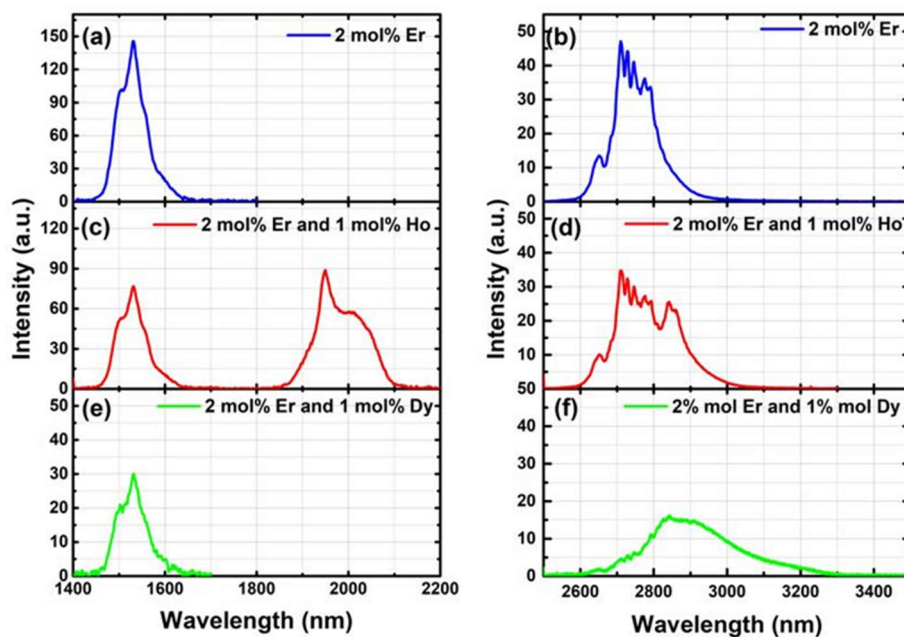 (a)
2 mol% Er
150
120
90
60
30
0
(b)
2 mol% Er
50
40
30
20
10
0
(c)
2 mol% Er and 1 mol% Ho
120
90
60
30
0
(d)
2 mol% Er and 1 mol% Ho
50
40
30
20
10
50
(e)
2 mol% Er and 1 mol% Dy
50
40
30
20
10
0
(f)
2% mol Er and 1% mol Dy
40
30
20
10
0
Intensity (a.u.)
Intensity (a.u.)
1400 1600 1800 2000 2200
2600 2800 3000 3200 3400
Wavelength (nm)
Wavelength (nm)